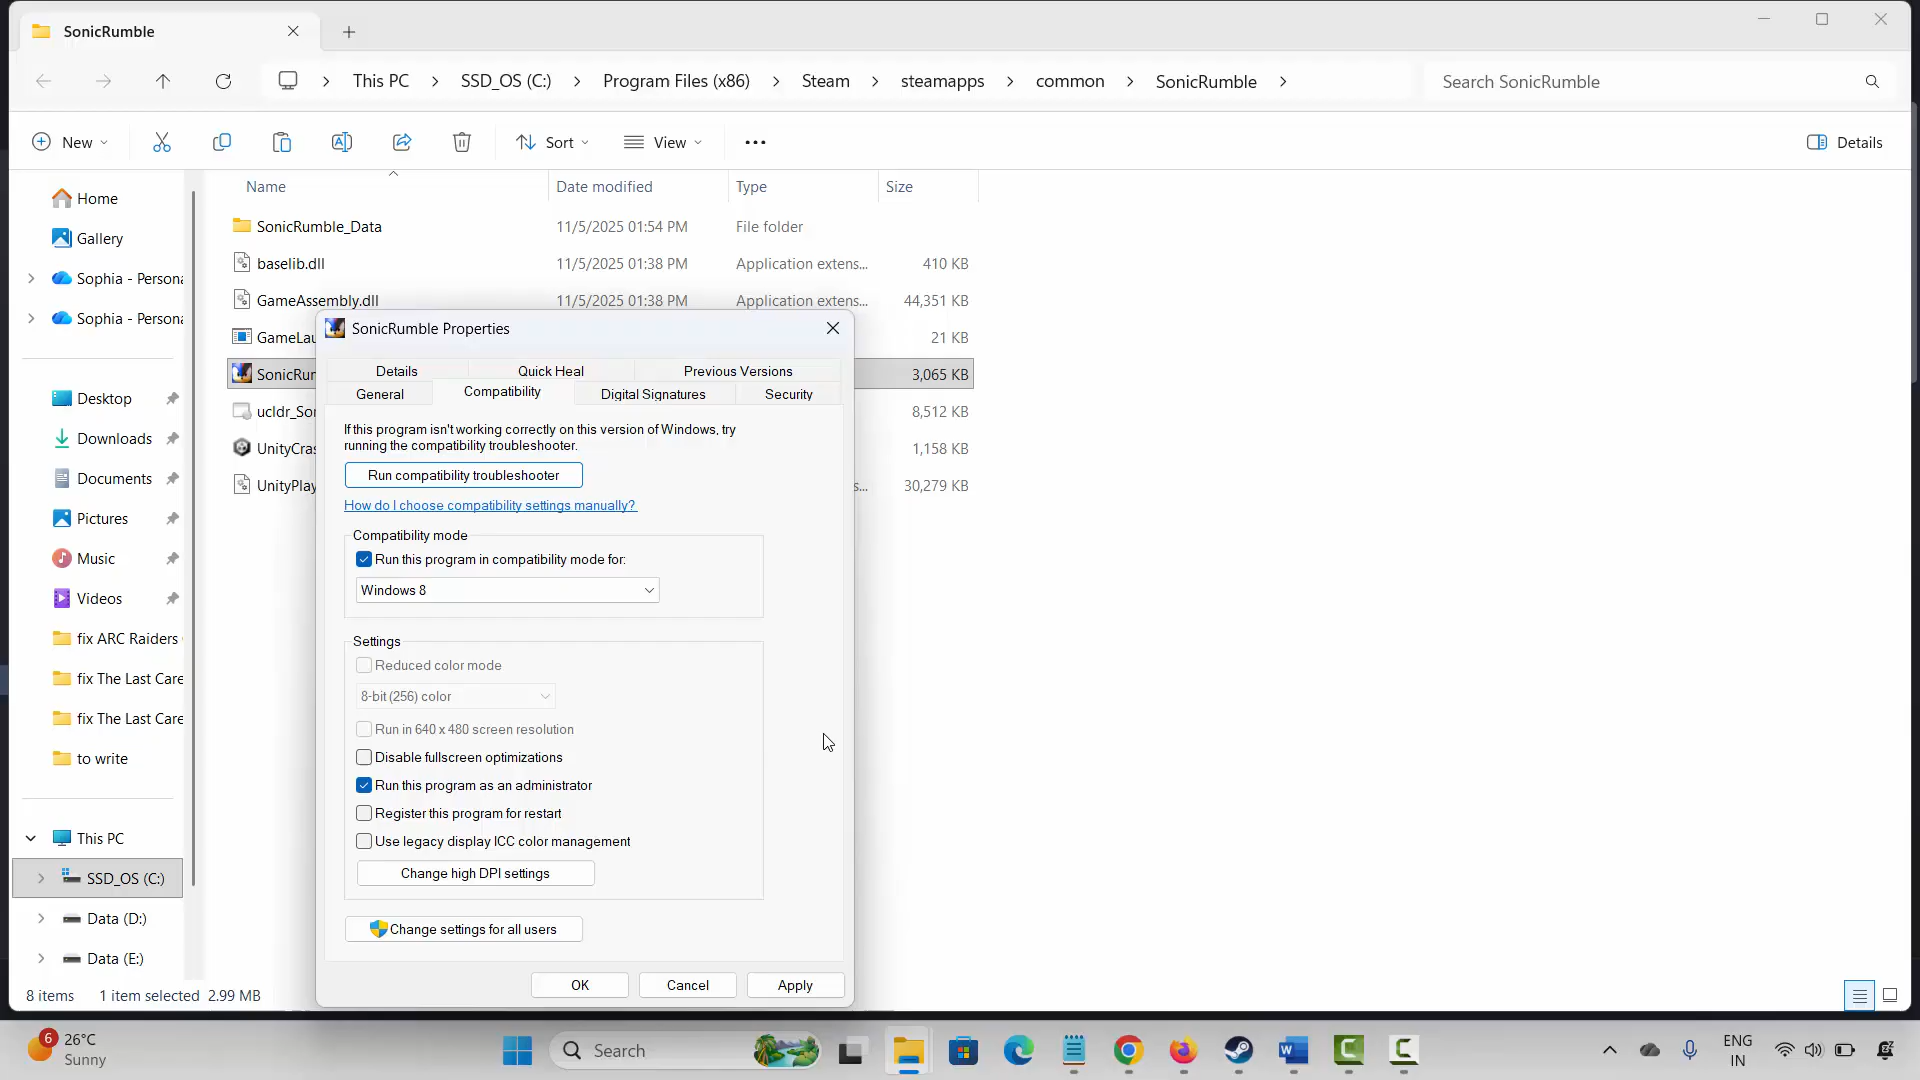 SonicRumble
This PC
SSD_OS (C:)
Program Files (x86)
Steam
steamapps
common
SonicRumble
Search SonicRumble
New
Sort
View
Details
Name
Date modified
Type
Size
Home
Gallery
Sophia - Persona
Sophia - Persona
Desktop
Downloads
Documents
Pictures
Music
Videos
fix ARC Raiders
fix The Last Care
fix The Last Care
to write
This PC
SSD_OS (C:)
Data (D:)
Data (E:)
SonicRumble_Data 11/5/2025 01:54 PM File folder
baselib.dll 11/5/2025 01:38 PM Application extens... 410 KB
GameAssembly.dll 11/5/2025 01:38 PM Application extens... 44,351 KB
GameLau 21 KB
SonicRum 3,065 KB
ucldr_Son 8,512 KB
UnityCras 1,158 KB
UnityPlay s... 30,279 KB
SonicRumble Properties
Details
Quick Heal
Previous Versions
General
Compatibility
Digital Signatures
Security
If this program isn't working correctly on this version of Windows, try
running the compatibility troubleshooter.
Run compatibility troubleshooter
How do I choose compatibility settings manually?
Compatibility mode
Run this program in compatibility mode for:
Windows 8
Settings
Reduced color mode
8-bit (256) color
Run in 640 x 480 screen resolution
Disable fullscreen optimizations
Run this program as an administrator
Register this program for restart
Use legacy display ICC color management
Change high DPI settings
Change settings for all users
OK
Cancel
Apply
8 items
1 item selected 2.99 MB
6
26°C
Sunny
Search
W
C
C
ENG
IN